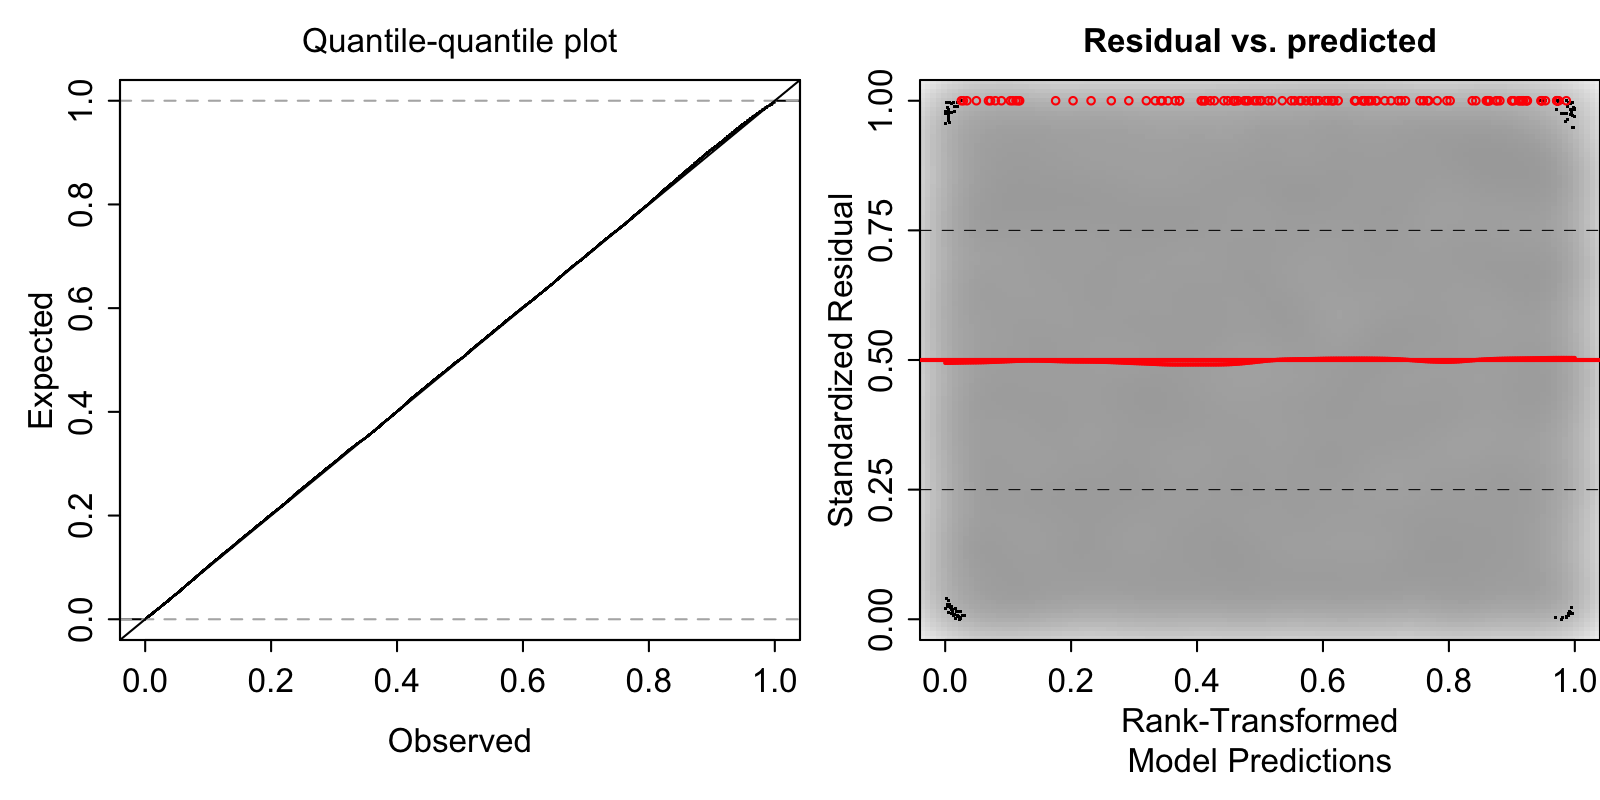 Quantile-quantile plot
Expected
0.0 0.2 0.4 0.6 0.8 1.0
0.0 0.2 0.4 0.6 0.8 1.0
Observed
Residual vs. predicted
Standardized Residual
0.00 0.25 0.50 0.75 1.00
0.0 0.2 0.4 0.6 0.8 1.0
Rank-Transformed
Model Predictions